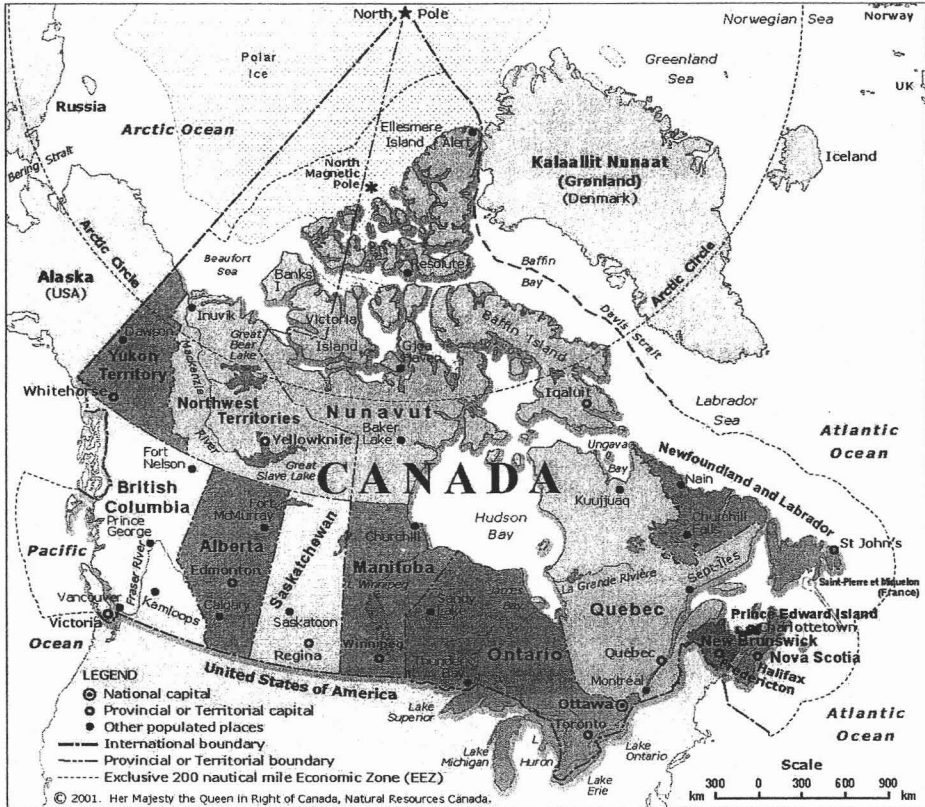 North Pole
Norwegian Sea
Norway
Polar
Ice
Greenland
Sea
UK
Russia
Arctic Ocean
Ellesmere
Island
Alert
Bering Strait
North
Magnetic
Pole
Kalaallit Nunaat
(Grønland)
(Denmark)
Iceland
Arctic Circle
Beaufort
Sea
Banks
I
Resolute
Baffin
Bay
Arctic Circle
Alaska
(USA)
Inuvik
Victoria
Island
Baffin Island
Davis Strait
Dawson
Yukon
Territory
Mackenzie
River
Great
Bear
Lake
Gjoa
Haven
Whitehorse
Northwest
Territories
Nunavut
Iqaluit
Labrador
Sea
Yellowknife
Baker
Lake
Atlantic
Ocean
Fort
Nelson
Great
Slave Lake
CANADA
Ungava
Bay
Newfoundland and Labrador
Nain
Kuujjuaq
British
Columbia
Fort
McMurray
Hudson
Bay
Churchill
Falls
Prince
George
Alberta
Saskatchewan
Churchill
St John's
Pacific
Ocean
Fraser River
Edmonton
Manitoba
L
Winnipeg
La Grande Rivière
Sept-Îles
Saint-Pierre et Miquelon
(France)
Vancouver
Victoria
Kamloops
Calgary
Saskatoon
Sandy
Lake
Bay
Québec
Prince Edward Island
Charlottetown
Regina
Winnipeg
Ontario
New Brunswick
Nova Scotia
Halifax
Fredericton
United States of America
Thunder
Bay
Québec
Montréal
Ottawa
Toronto
Lake
Superior
Lake
Michigan
L
Huron
Lake
Ontario
Lake
Erie
Atlantic
Ocean
LEGEND
National capital
Provincial or Territorial capital
Other populated places
International boundary
Provincial or Territorial boundary
Exclusive 200 nautical mile Economic Zone (EEZ)
Scale
300 0 300 600 900
km km
© 2001. Her Majesty the Queen in Right of Canada, Natural Resources Canada.